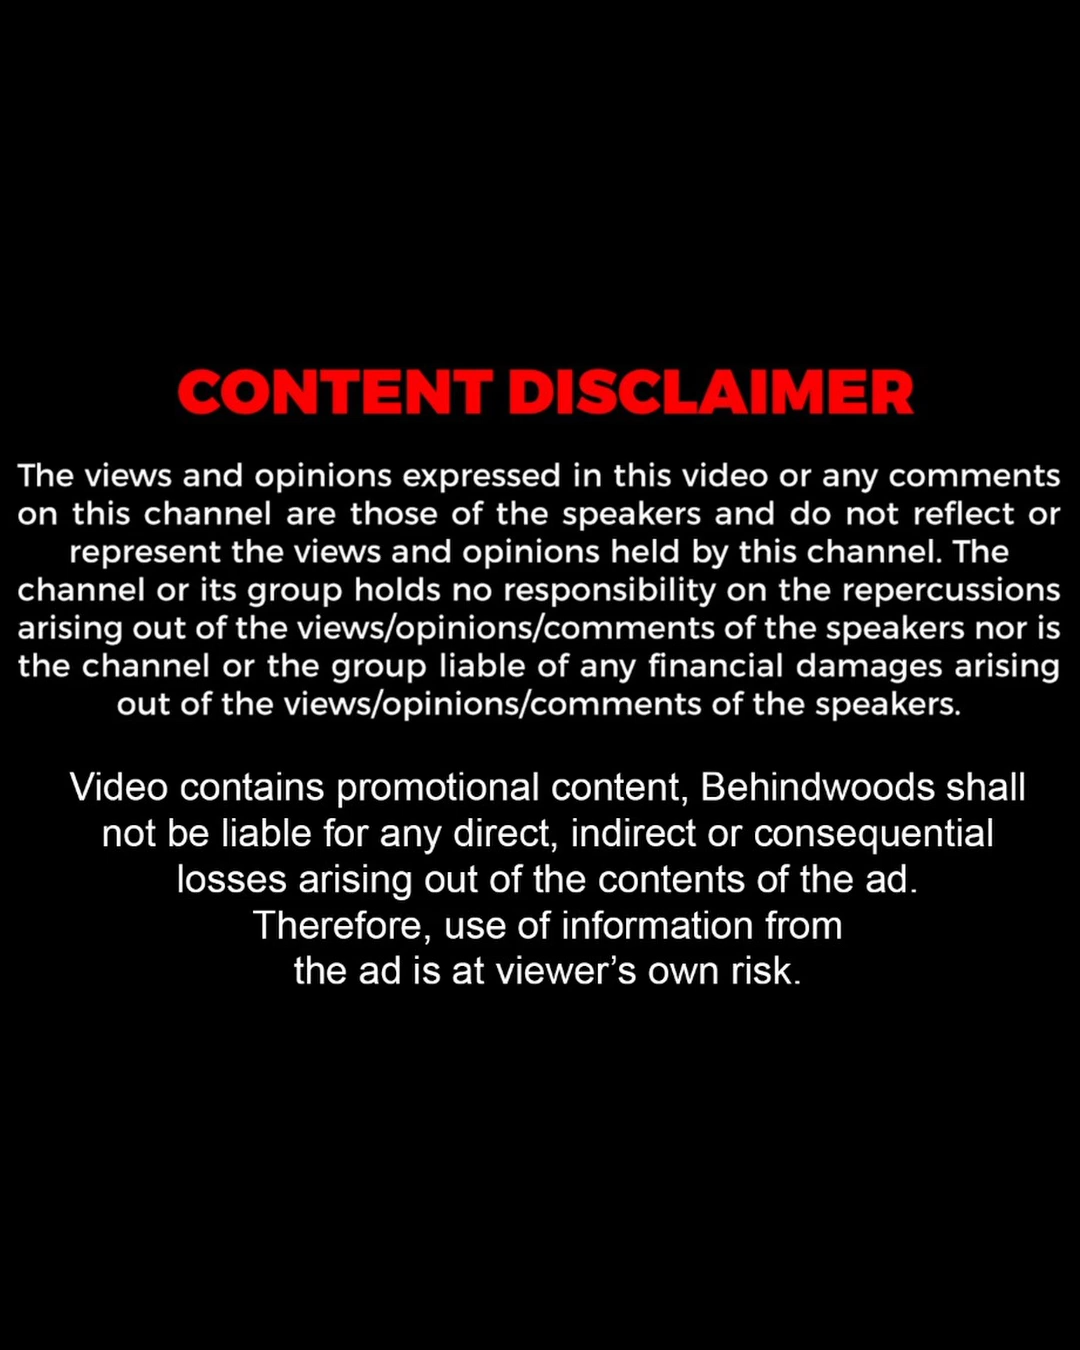 CONTENT DISCLAIMER
The views and opinions expressed in this video or any comments
on this channel are those of the speakers and do not reflect or
represent the views and opinions held by this channel. The
channel or its group holds no responsibility on the repercussions
arising out of the views/opinions/comments of the speakers nor is
the channel or the group liable of any financial damages arising
out of the views/opinions/comments of the speakers.
Video contains promotional content, Behindwoods shall
not be liable for any direct, indirect or consequential
losses arising out of the contents of the ad.
Therefore, use of information from
the ad is at viewer’s own risk.